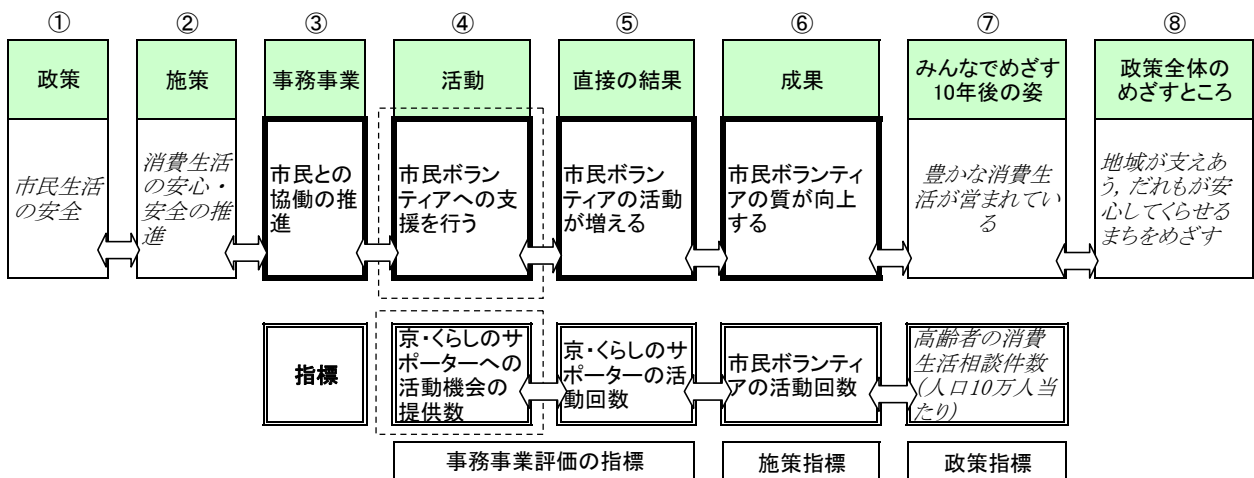 ① ② ③ ④ ⑤ ⑥ ⑦ ⑧
政策
施策
事務事業
活動
直接の結果
成果
みんなでめざす
10年後の姿
政策全体の
めざすところ
市民生活
の安全
消費生活
の安心・
安全の推
進
市民との
協働の推
進
市民ボラン
ティアへの支
援を行う
市民ボラン
ティアの活動
が増える
市民ボランティ
アの質が向上
する
豊かな消費生
活が営まれてい
る
地域が支えあ
う，だれもが安
心してくらせる
まちをめざす
指標
京・くらしのサ
ポーターへの
活動機会の
提供数
京・くらしのサ
ポーターの活
動回数
市民ボランティ
アの活動回数
高齢者の消費
生活相談件数
(人口10万人当
たり)
事務事業評価の指標
施策指標
政策指標